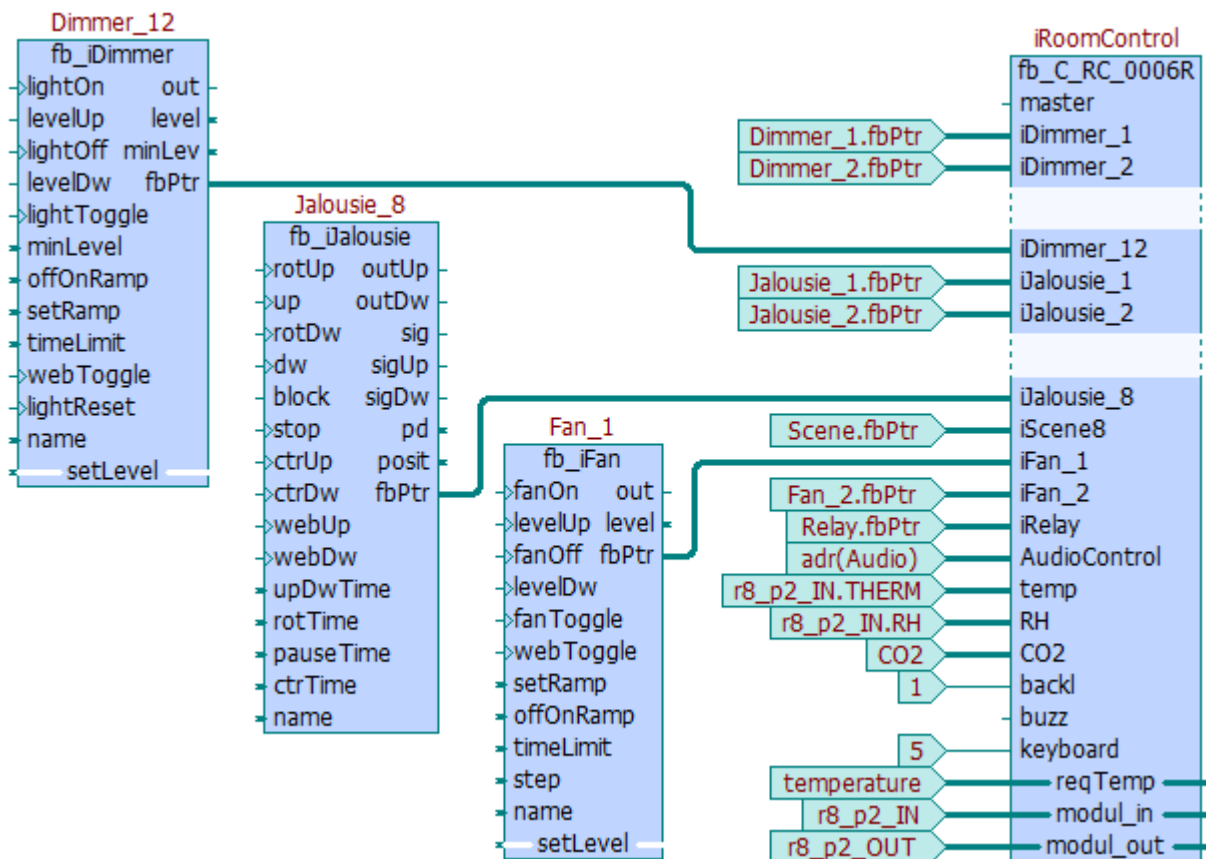 Dimmer_12
fb_iDimmer
lightOn out
levelUp level
lightOff minLev
levelDw fbPtr
lightToggle
minLevel
offOnRamp
setRamp
timeLimit
webToggle
lightReset
name
setLevel
Jalousie_8
fb_iJalousie
rotUp outUp
up outDw
rotDw sig
dw sigUp
block sigDw
stop pd
ctrUp posit
ctrDw fbPtr
webUp
webDw
upDwTime
rotTime
pauseTime
ctrTime
name
Fan_1
fb_iFan
fanOn out
levelUp level
fanOff fbPtr
levelDw
fanToggle
webToggle
setRamp
offOnRamp
timeLimit
step
name
setLevel
iRoomControl
fb_C_RC_0006R
master
Dimmer_1.fbPtr iDimmer_1
Dimmer_2.fbPtr iDimmer_2
iDimmer_12
Jalousie_1.fbPtr iJalousie_1
Jalousie_2.fbPtr iJalousie_2
iJalousie_8
Scene.fbPtr iScene8
iFan_1
Fan_2.fbPtr iFan_2
Relay.fbPtr iRelay
adr(Audio) AudioControl
r8_p2_IN.THERM temp
r8_p2_IN.RH RH
CO2 CO2
1 backl
buzz
5 keyboard
temperature reqTemp
r8_p2_IN modul_in
r8_p2_OUT modul_out